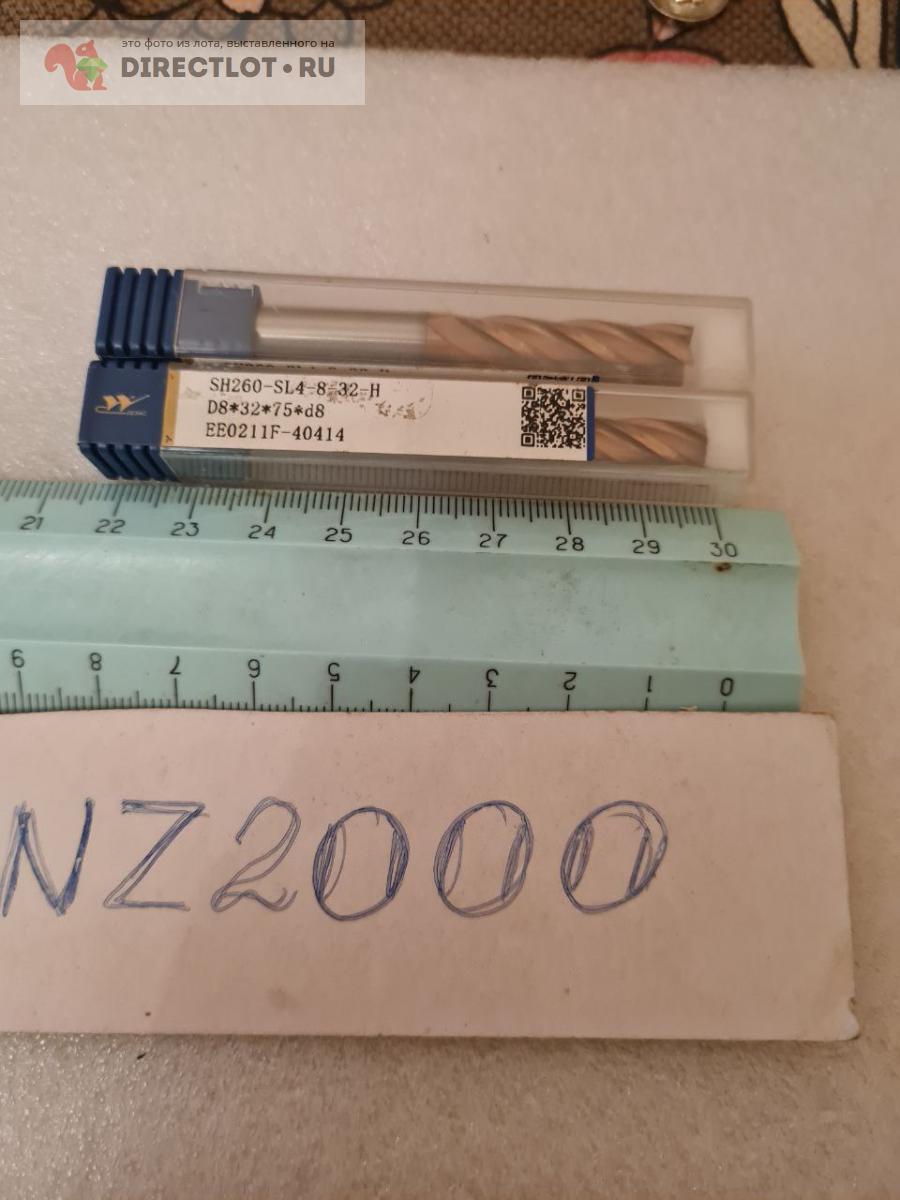 это фото из лота, выставленного на
DIRECTLOT•RU
SH260-SL4-8-32-H
D8*32*75*d8
EE0211F-40414
21 22 23 24 25 26 27 28 29 30
9 8 7 6 5 4 3 2 1 0
NZ2000